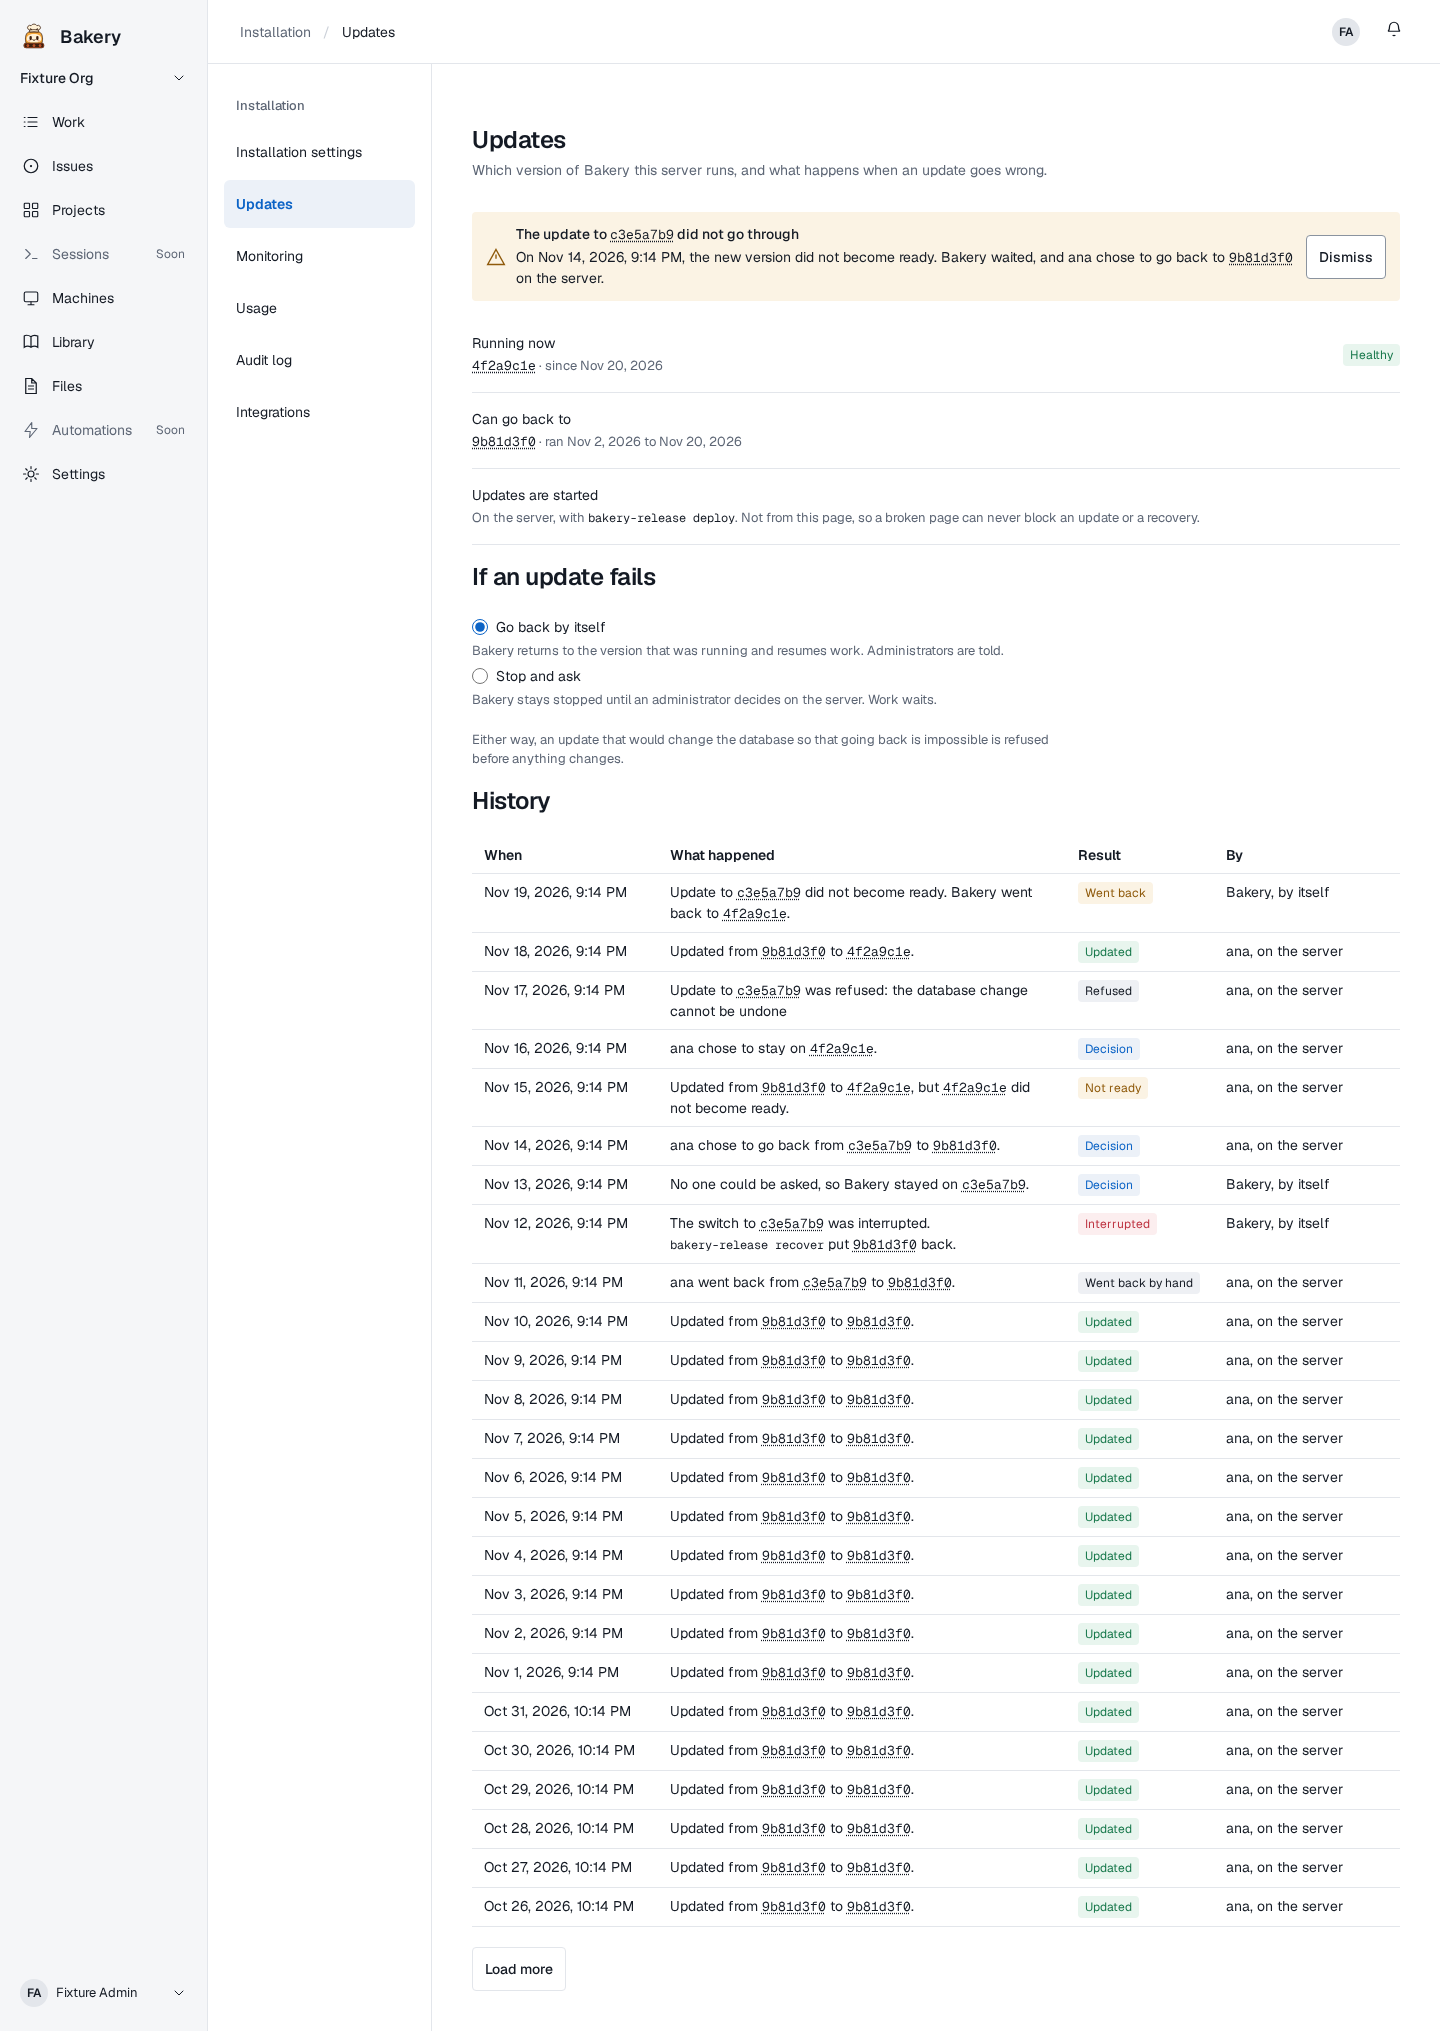 Bakery
Fixture Org
Work
Issues
Projects
Sessions Soon
Machines
Library
Files
Automations Soon
Settings
FA Fixture Admin
Installation / Updates
FA
Installation
Installation settings
Updates
Monitoring
Usage
Audit log
Integrations
Updates
Which version of Bakery this server runs, and what happens when an update goes wrong.
The update to c3e5a7b9 did not go through
On Nov 14, 2026, 9:14 PM, the new version did not become ready. Bakery waited, and ana chose to go back to 9b81d3f0
on the server.
Dismiss
Running now
4f2a9c1e · since Nov 20, 2026
Healthy
Can go back to
9b81d3f0 · ran Nov 2, 2026 to Nov 20, 2026
Updates are started
On the server, with bakery-release deploy. Not from this page, so a broken page can never block an update or a recovery.
If an update fails
Go back by itself
Bakery returns to the version that was running and resumes work. Administrators are told.
Stop and ask
Bakery stays stopped until an administrator decides on the server. Work waits.
Either way, an update that would change the database so that going back is impossible is refused
before anything changes.
History
When What happened Result By
Nov 19, 2026, 9:14 PM Update to c3e5a7b9 did not become ready. Bakery went Went back Bakery, by itself
back to 4f2a9c1e.
Nov 18, 2026, 9:14 PM Updated from 9b81d3f0 to 4f2a9c1e. Updated ana, on the server
Nov 17, 2026, 9:14 PM Update to c3e5a7b9 was refused: the database change Refused ana, on the server
cannot be undone
Nov 16, 2026, 9:14 PM ana chose to stay on 4f2a9c1e. Decision ana, on the server
Nov 15, 2026, 9:14 PM Updated from 9b81d3f0 to 4f2a9c1e, but 4f2a9c1e did Not ready ana, on the server
not become ready.
Nov 14, 2026, 9:14 PM ana chose to go back from c3e5a7b9 to 9b81d3f0. Decision ana, on the server
Nov 13, 2026, 9:14 PM No one could be asked, so Bakery stayed on c3e5a7b9. Decision Bakery, by itself
Nov 12, 2026, 9:14 PM The switch to c3e5a7b9 was interrupted. Interrupted Bakery, by itself
bakery-release recover put 9b81d3f0 back.
Nov 11, 2026, 9:14 PM ana went back from c3e5a7b9 to 9b81d3f0. Went back by hand ana, on the server
Nov 10, 2026, 9:14 PM Updated from 9b81d3f0 to 9b81d3f0. Updated ana, on the server
Nov 9, 2026, 9:14 PM Updated from 9b81d3f0 to 9b81d3f0. Updated ana, on the server
Nov 8, 2026, 9:14 PM Updated from 9b81d3f0 to 9b81d3f0. Updated ana, on the server
Nov 7, 2026, 9:14 PM Updated from 9b81d3f0 to 9b81d3f0. Updated ana, on the server
Nov 6, 2026, 9:14 PM Updated from 9b81d3f0 to 9b81d3f0. Updated ana, on the server
Nov 5, 2026, 9:14 PM Updated from 9b81d3f0 to 9b81d3f0. Updated ana, on the server
Nov 4, 2026, 9:14 PM Updated from 9b81d3f0 to 9b81d3f0. Updated ana, on the server
Nov 3, 2026, 9:14 PM Updated from 9b81d3f0 to 9b81d3f0. Updated ana, on the server
Nov 2, 2026, 9:14 PM Updated from 9b81d3f0 to 9b81d3f0. Updated ana, on the server
Nov 1, 2026, 9:14 PM Updated from 9b81d3f0 to 9b81d3f0. Updated ana, on the server
Oct 31, 2026, 10:14 PM Updated from 9b81d3f0 to 9b81d3f0. Updated ana, on the server
Oct 30, 2026, 10:14 PM Updated from 9b81d3f0 to 9b81d3f0. Updated ana, on the server
Oct 29, 2026, 10:14 PM Updated from 9b81d3f0 to 9b81d3f0. Updated ana, on the server
Oct 28, 2026, 10:14 PM Updated from 9b81d3f0 to 9b81d3f0. Updated ana, on the server
Oct 27, 2026, 10:14 PM Updated from 9b81d3f0 to 9b81d3f0. Updated ana, on the server
Oct 26, 2026, 10:14 PM Updated from 9b81d3f0 to 9b81d3f0. Updated ana, on the server
Load more